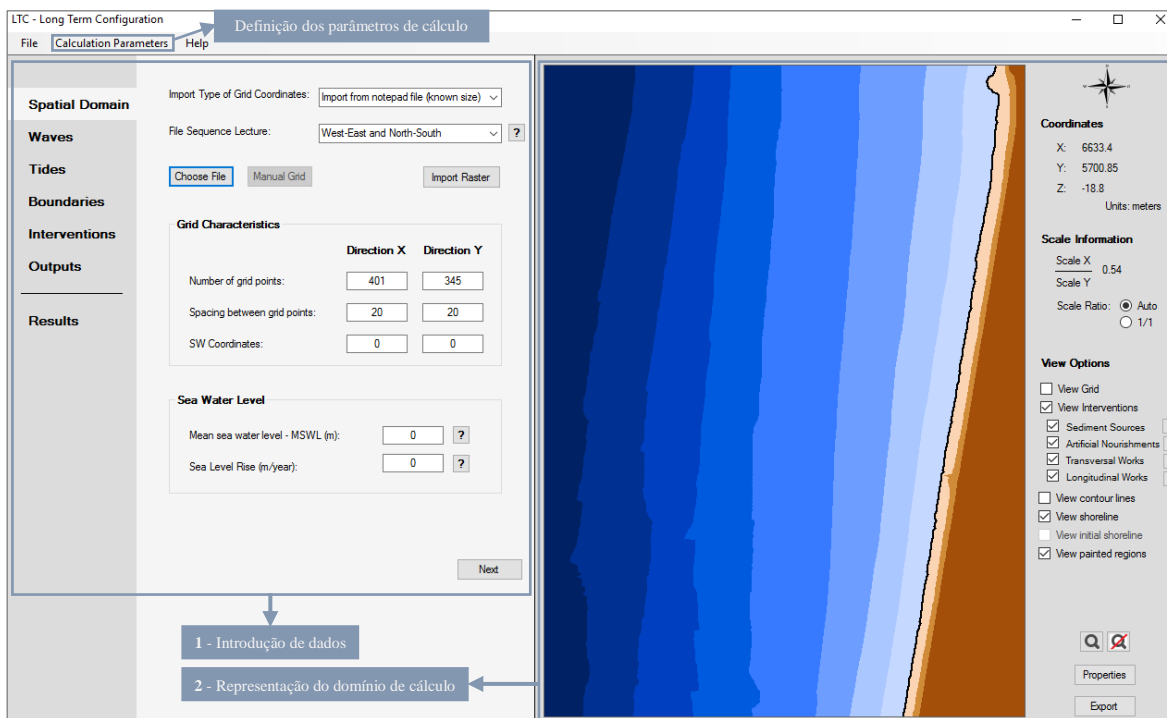 LTC - Long Term Configuration
Definição dos parâmetros de cálculo
File Calculation Parameters Help
Spatial Domain
Waves
Tides
Boundaries
Interventions
Outputs
Results
Import Type of Grid Coordinates: Import from notepad file (known size)
File Sequence Lecture: West-East and North-South ?
Choose File Manual Grid Import Raster
Grid Characteristics
Direction X Direction Y
Number of grid points: 401 345
Spacing between grid points: 20 20
SW Coordinates: 0 0
Sea Water Level
Mean sea water level - MSWL (m): 0 ?
Sea Level Rise (m/year): 0 ?
Next
1 - Introdução de dados
2 - Representação do domínio de cálculo
Coordinates
X: 6633.4
Y: 5700.85
Z: -18.8
Units: meters
Scale Information
Scale X
0.54
Scale Y
Scale Ratio: Auto
1/1
View Options
View Grid
View Interventions
Sediment Sources
Artificial Nourishments
Transversal Works
Longitudinal Works
View contour lines
View shoreline
View initial shoreline
View painted regions
Properties
Export